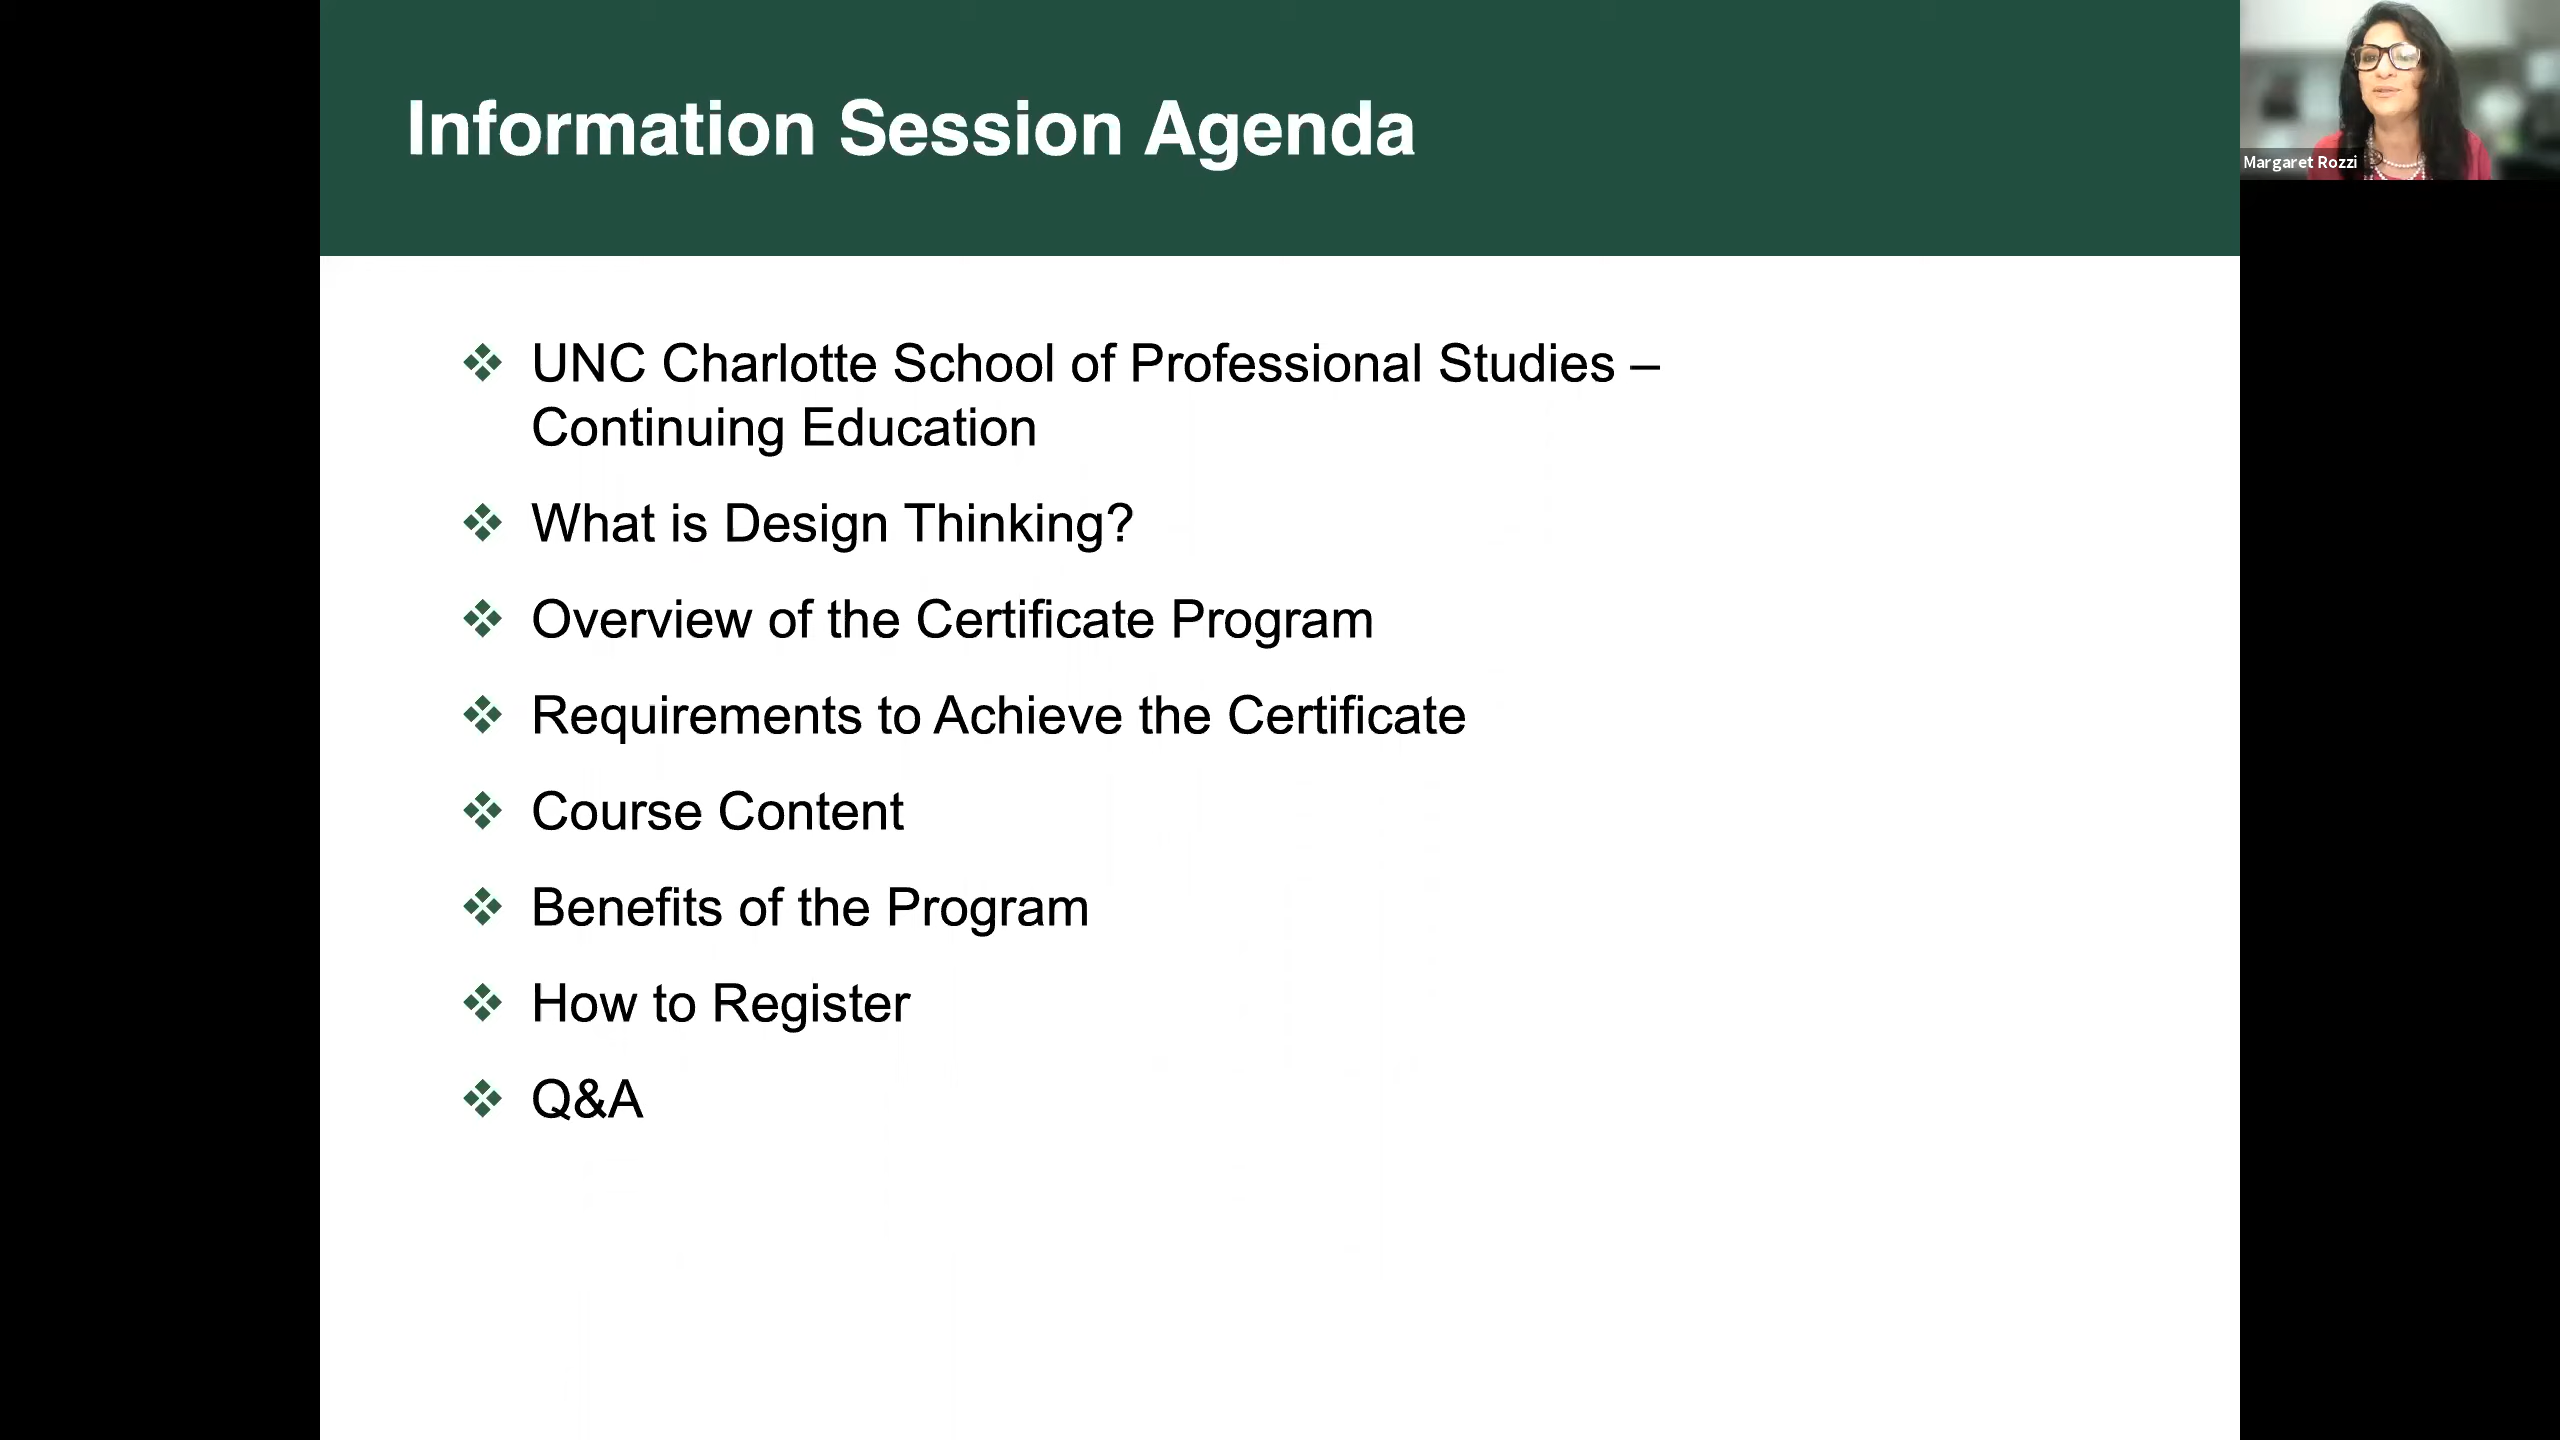 Information Session Agenda
Margaret Rozzi
UNC Charlotte School of Professional Studies –
Continuing Education
What is Design Thinking?
Overview of the Certificate Program
Requirements to Achieve the Certificate
Course Content
Benefits of the Program
How to Register
Q&A